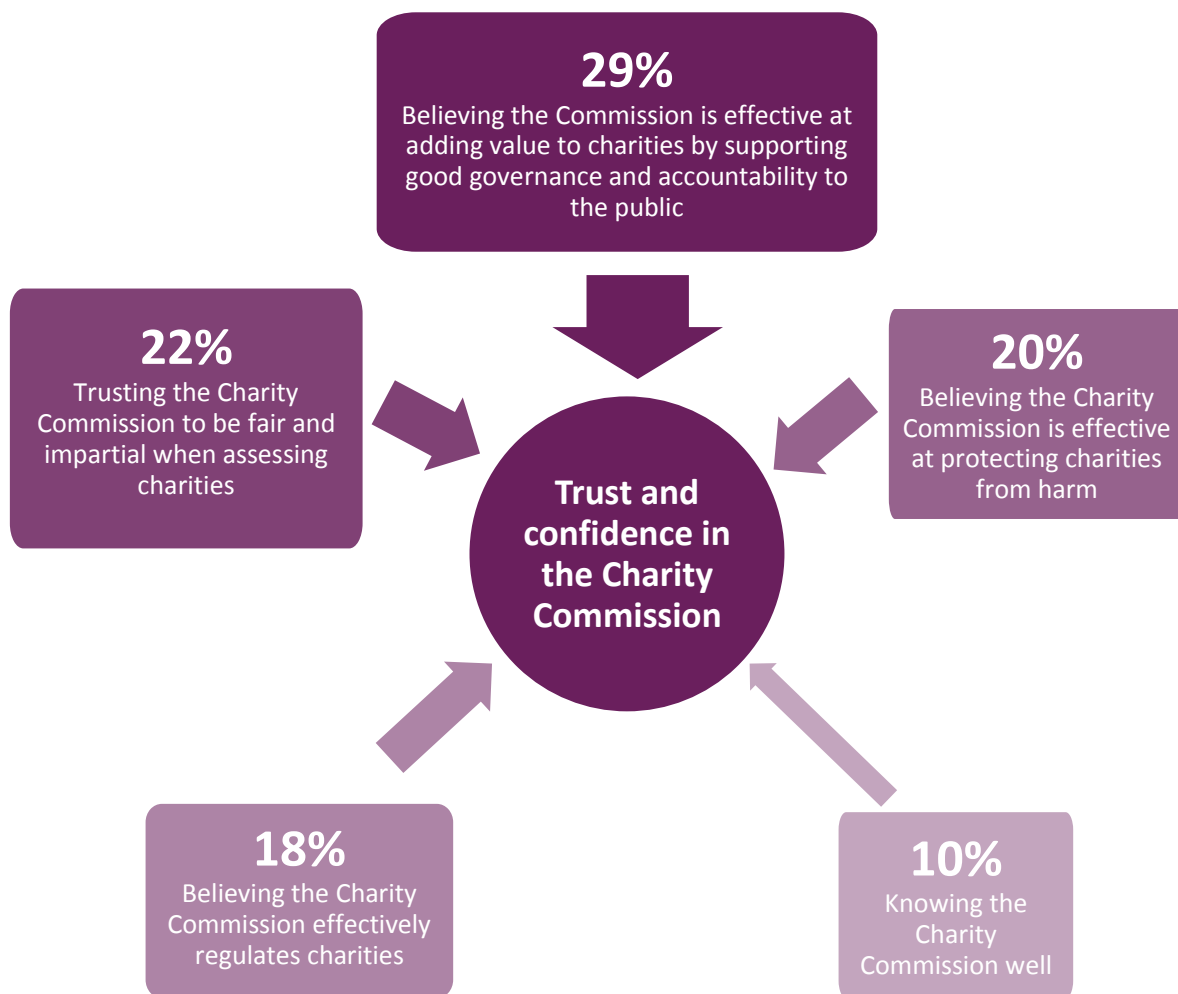 29%
Believing the Commission is effective at
adding value to charities by supporting
good governance and accountability to
the public
22%
Trusting the Charity
Commission to be fair and
impartial when assessing
charities
20%
Believing the Charity
Commission is effective
at protecting charities
from harm
Trust and
confidence in
the Charity
Commission
18%
Believing the Charity
Commission effectively
regulates charities
10%
Knowing the
Charity
Commission well